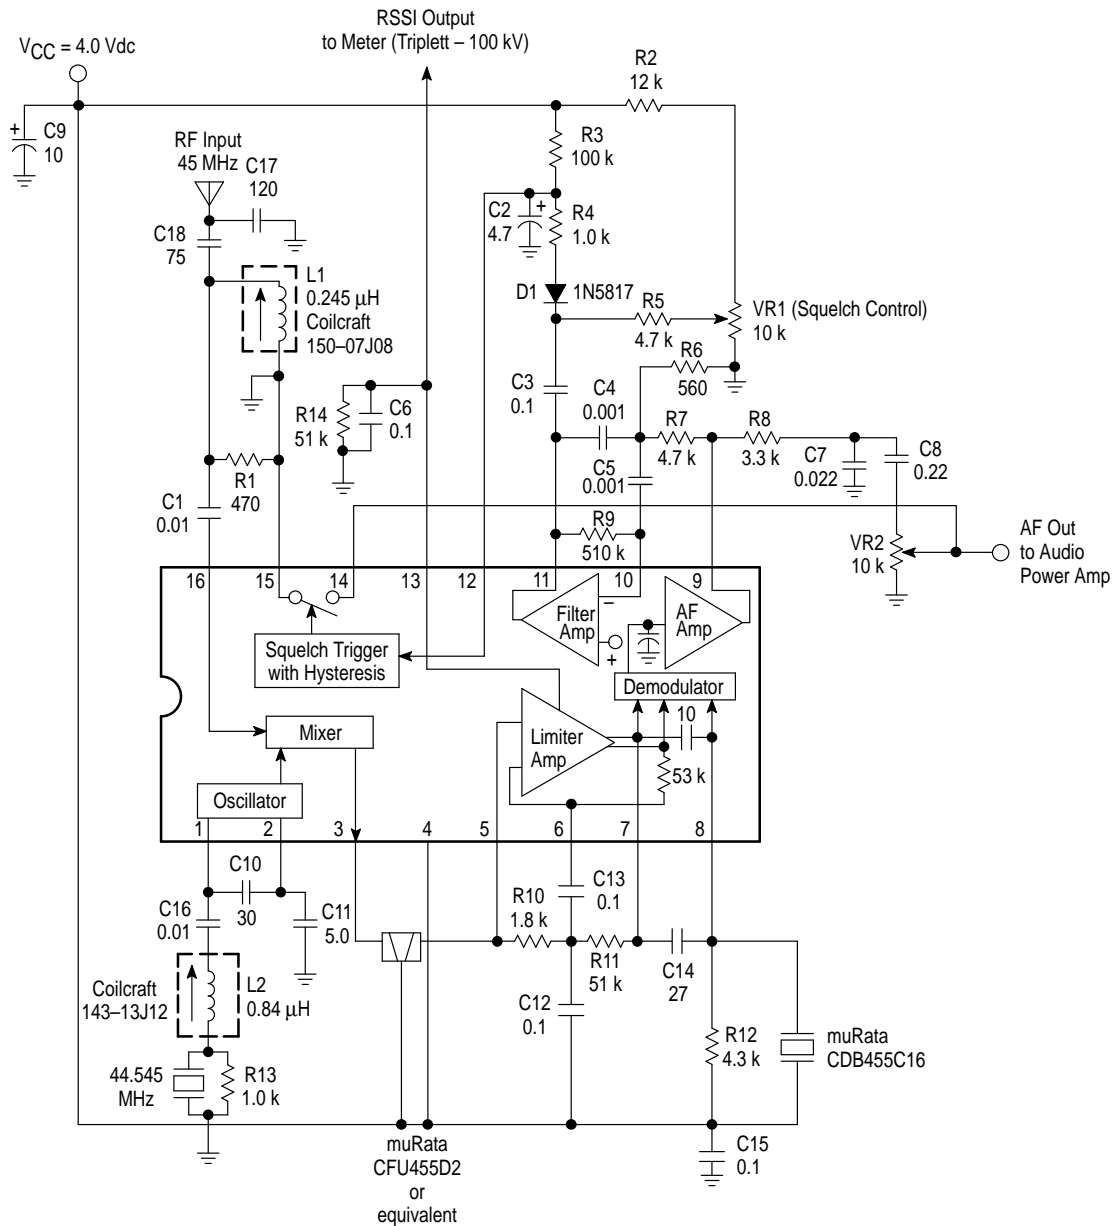 RSSI Output
to Meter (Triplett – 100 kV)
VCC = 4.0 Vdc
R2
12 k
+
C9
10
RF Input
45 MHz
C17
120
R3
100 k
C18
75
C2
4.7
+
R4
1.0 k
L1
0.245 µH
Coilcraft
150–07J08
D1
1N5817
R5
4.7 k
VR1 (Squelch Control)
10 k
R6
560
C3
0.1
C4
0.001
R14
51 k
C6
0.1
R7
4.7 k
R8
3.3 k
C7
0.022
C8
0.22
R1
470
C5
0.001
C1
0.01
R9
510 k
VR2
10 k
AF Out
to Audio
Power Amp
16
15
14
13
12
11
10
9
Filter
Amp
–
+
AF
Amp
Squelch Trigger
with Hysteresis
Demodulator
10
Mixer
Limiter
Amp
53 k
Oscillator
1
2
3
4
5
6
7
8
C10
30
C16
0.01
C11
5.0
R10
1.8 k
C13
0.1
R11
51 k
C14
27
Coilcraft
143–13J12
L2
0.84 µH
C12
0.1
R12
4.3 k
muRata
CDB455C16
44.545
MHz
R13
1.0 k
muRata
CFU455D2
or
equivalent
C15
0.1